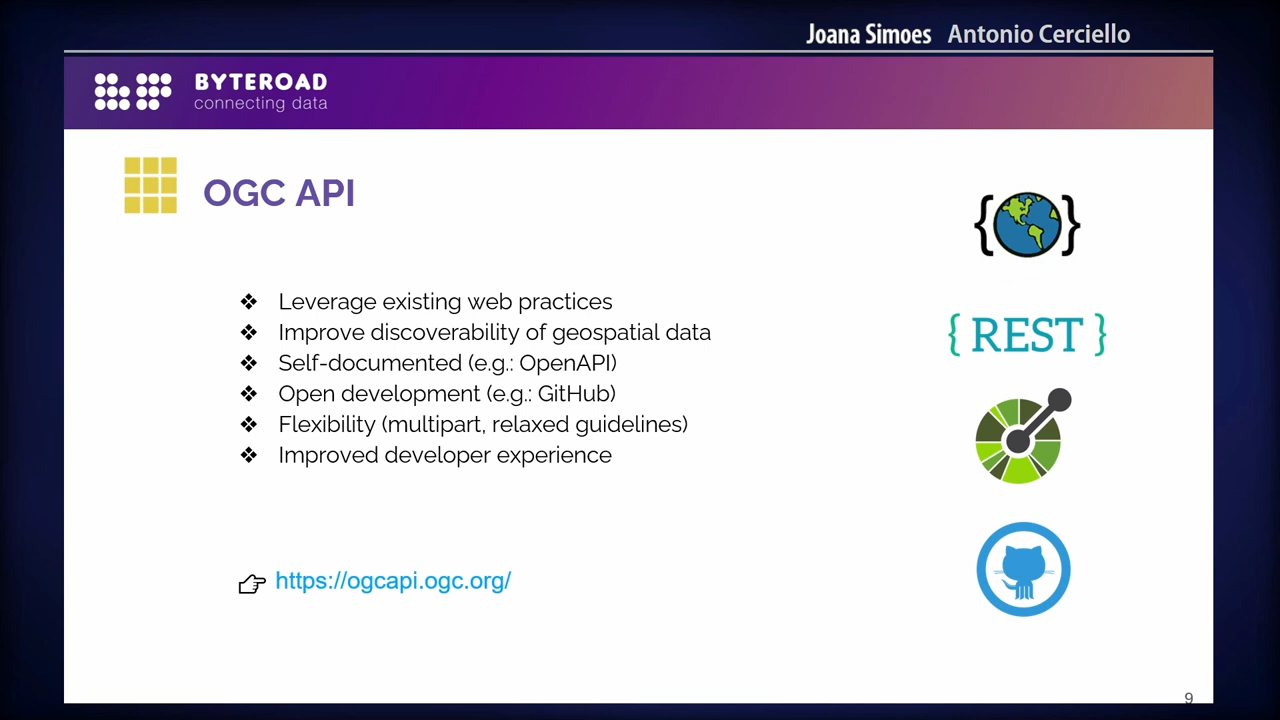 Joana Simoes Antonio Cerciello
BYTEROAD
connecting data
OGC API
❖ Leverage existing web practices
❖ Improve discoverability of geospatial data
❖ Self-documented (e.g.: OpenAPI)
❖ Open development (e.g.: GitHub)
❖ Flexibility (multipart, relaxed guidelines)
❖ Improved developer experience
{ REST }
https://ogcapi.ogc.org/
9